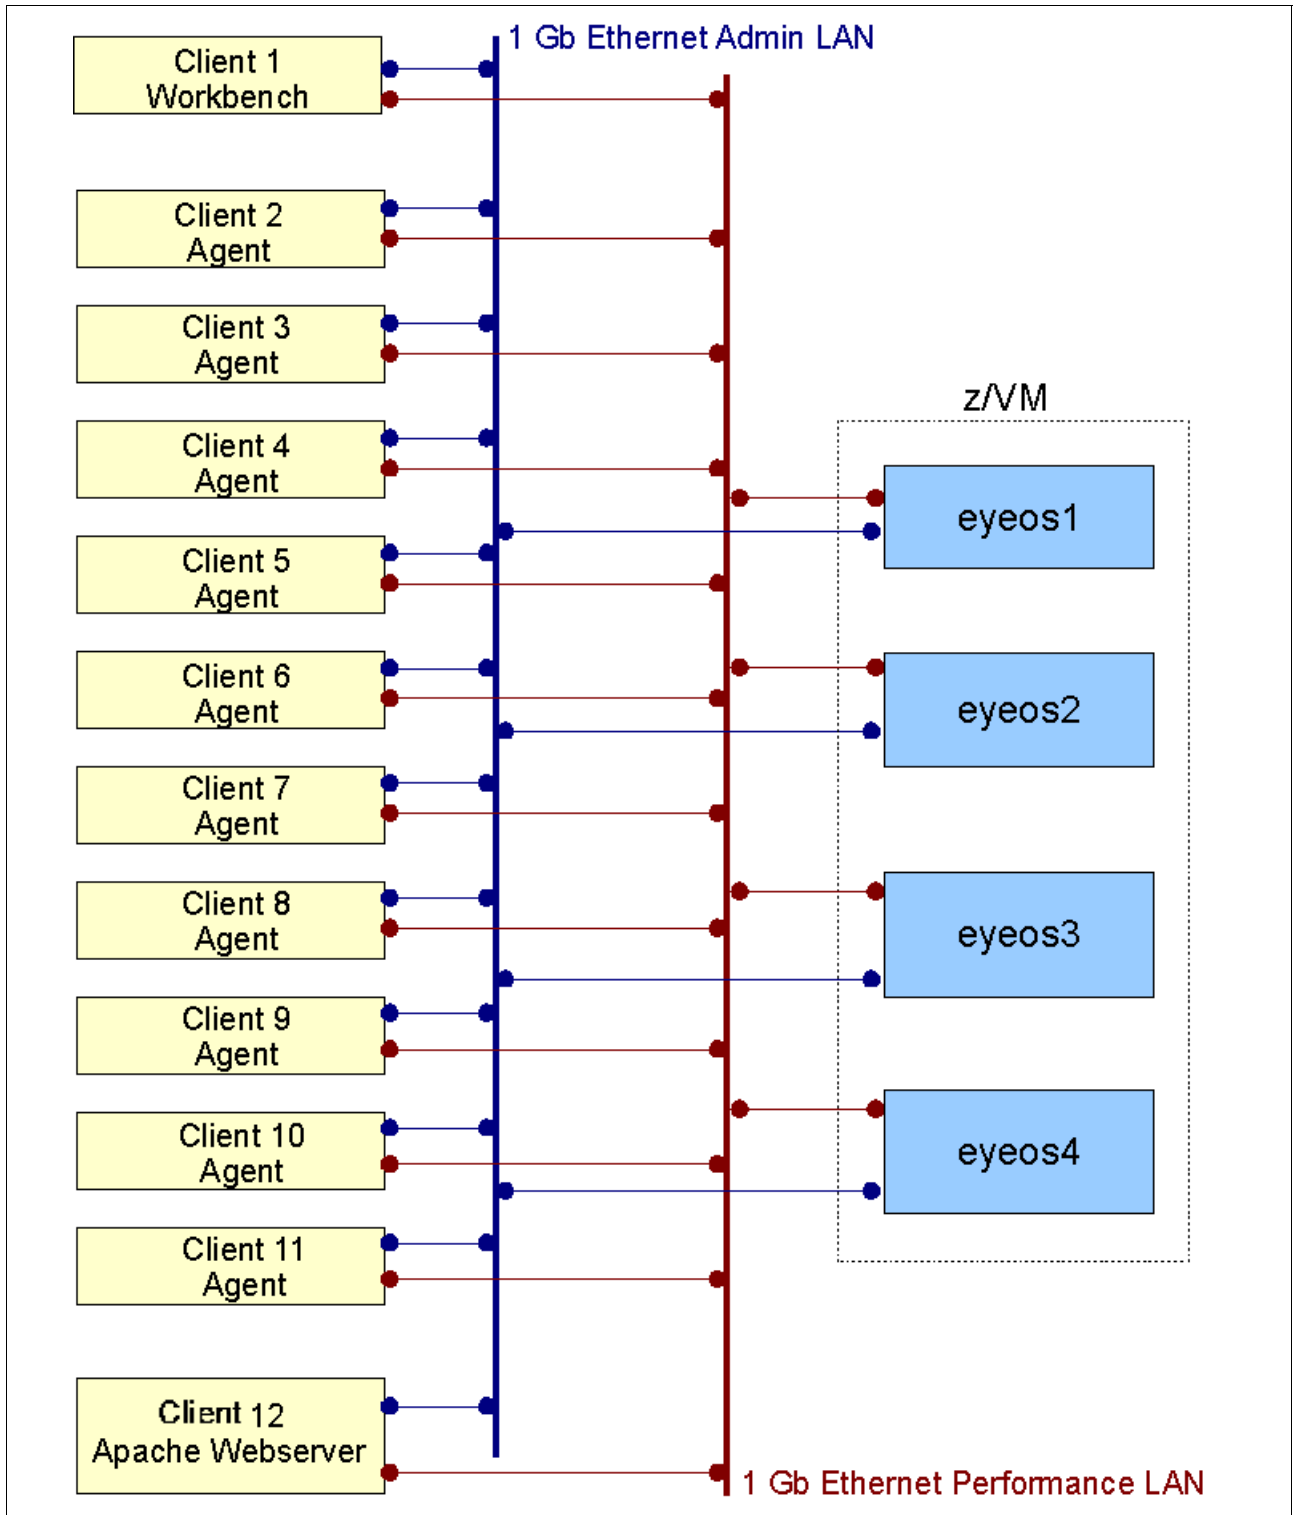 1 Gb Ethernet Admin LAN
Client 1
Workbench
Client 2
Agent
Client 3
Agent
Client 4
Agent
Client 5
Agent
Client 6
Agent
Client 7
Agent
Client 8
Agent
Client 9
Agent
Client 10
Agent
Client 11
Agent
Client 12
Apache Webserver
z/VM
eyeos1
eyeos2
eyeos3
eyeos4
1 Gb Ethernet Performance LAN